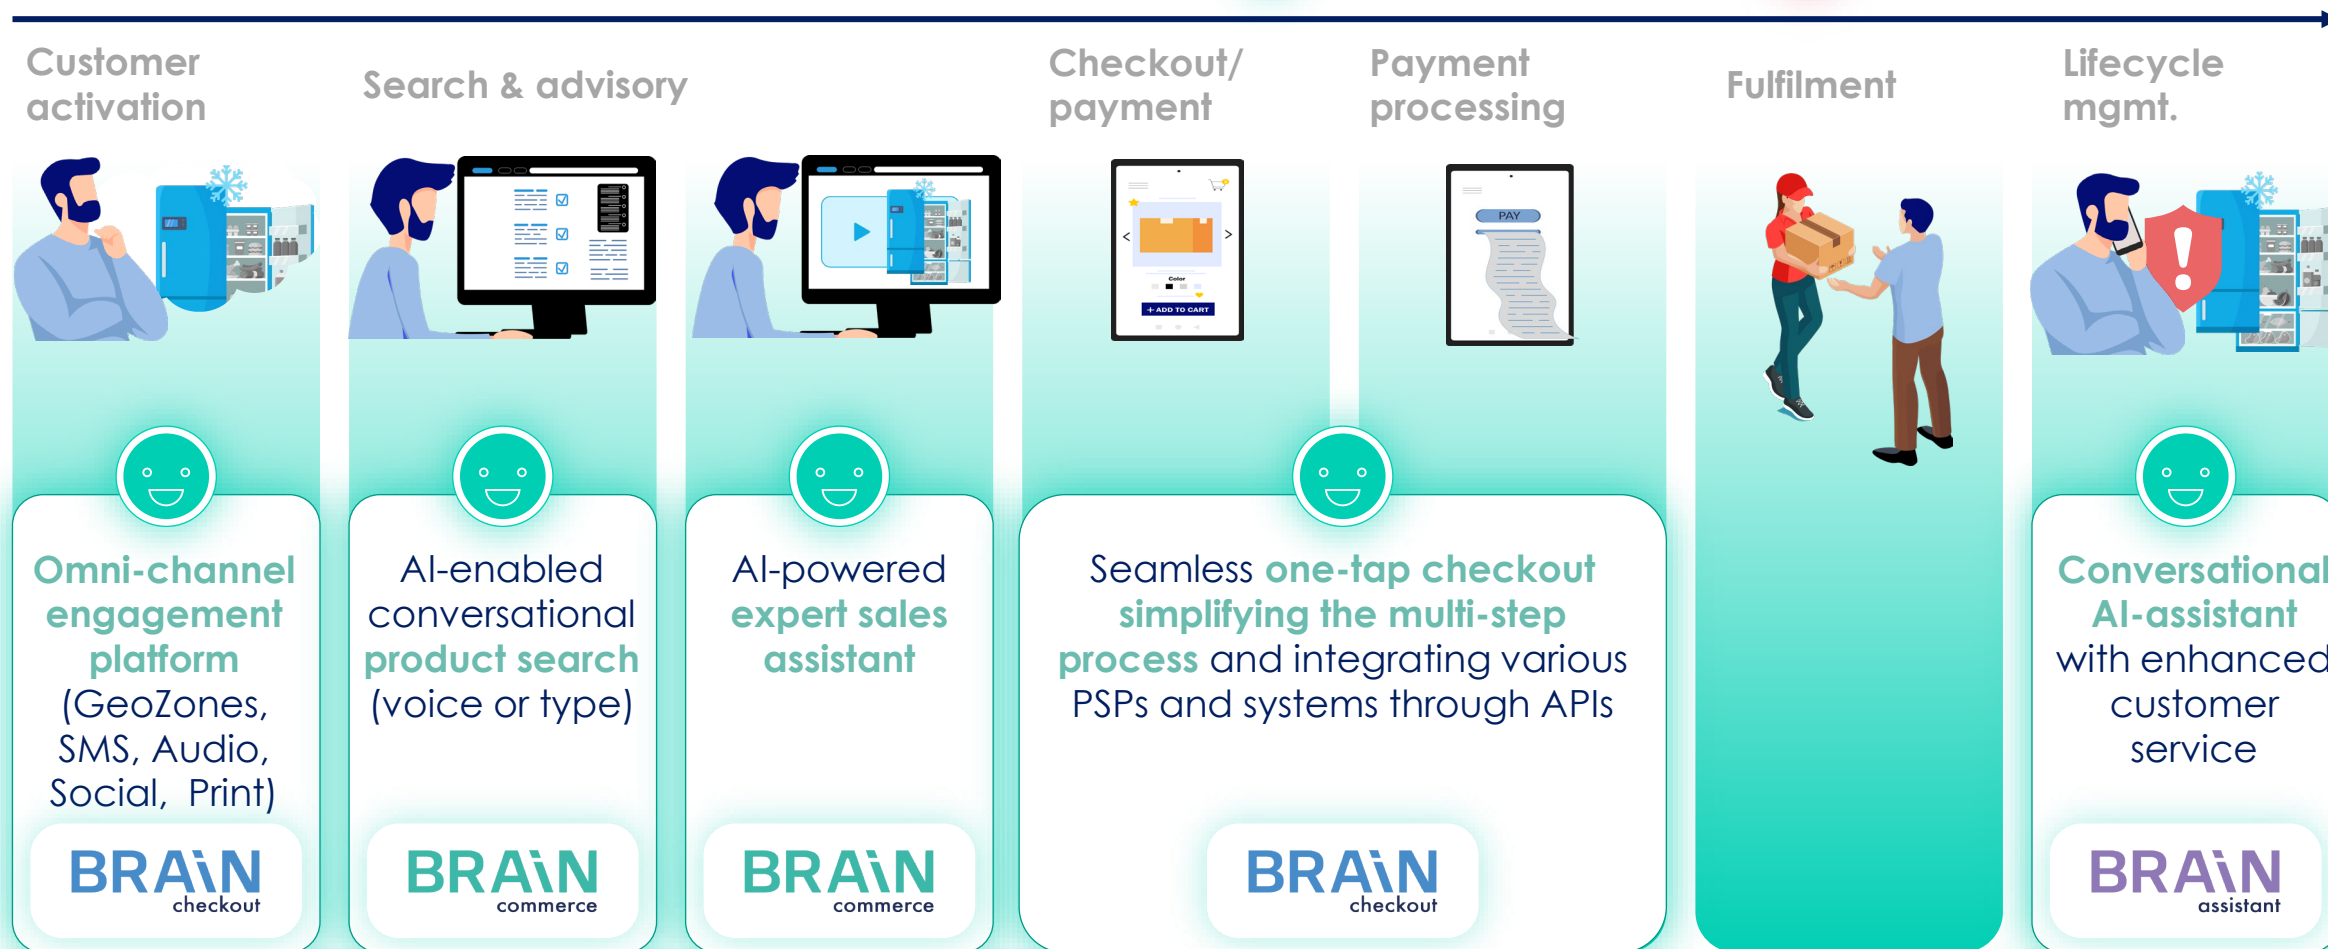 Customer
activation
Search & advisory
Checkout/
payment
Payment
processing
Fulfilment
Lifecycle
mgmt.
Color
+ ADD TO CART
PAY
Omni-channel
engagement
platform
(GeoZones,
SMS, Audio,
Social, Print)
BRAiN
checkout
AI-enabled
conversational
product search
(voice or type)
BRAiN
commerce
AI-powered
expert sales
assistant
BRAiN
commerce
Seamless one-tap checkout
simplifying the multi-step
process and integrating various
PSPs and systems through APIs
BRAiN
checkout
Conversational
AI-assistant
with enhanced
customer
service
BRAiN
assistant